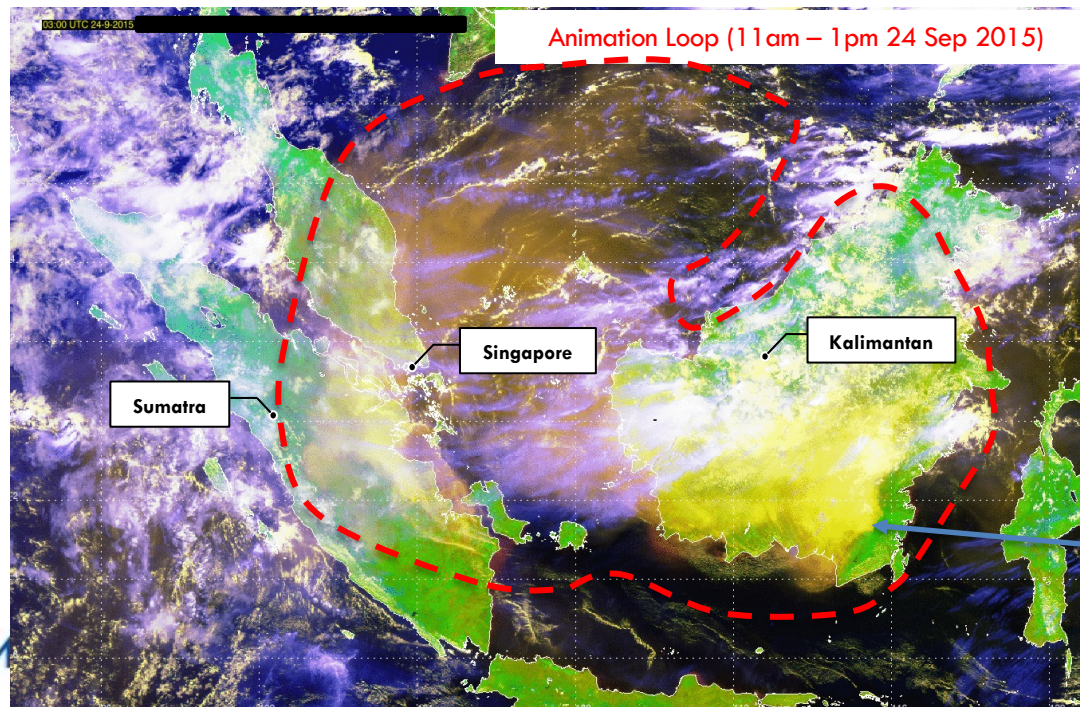 03:00 UTC 24-9-2015
Animation Loop (11am – 1pm 24 Sep 2015)
Singapore
Kalimantan
Sumatra